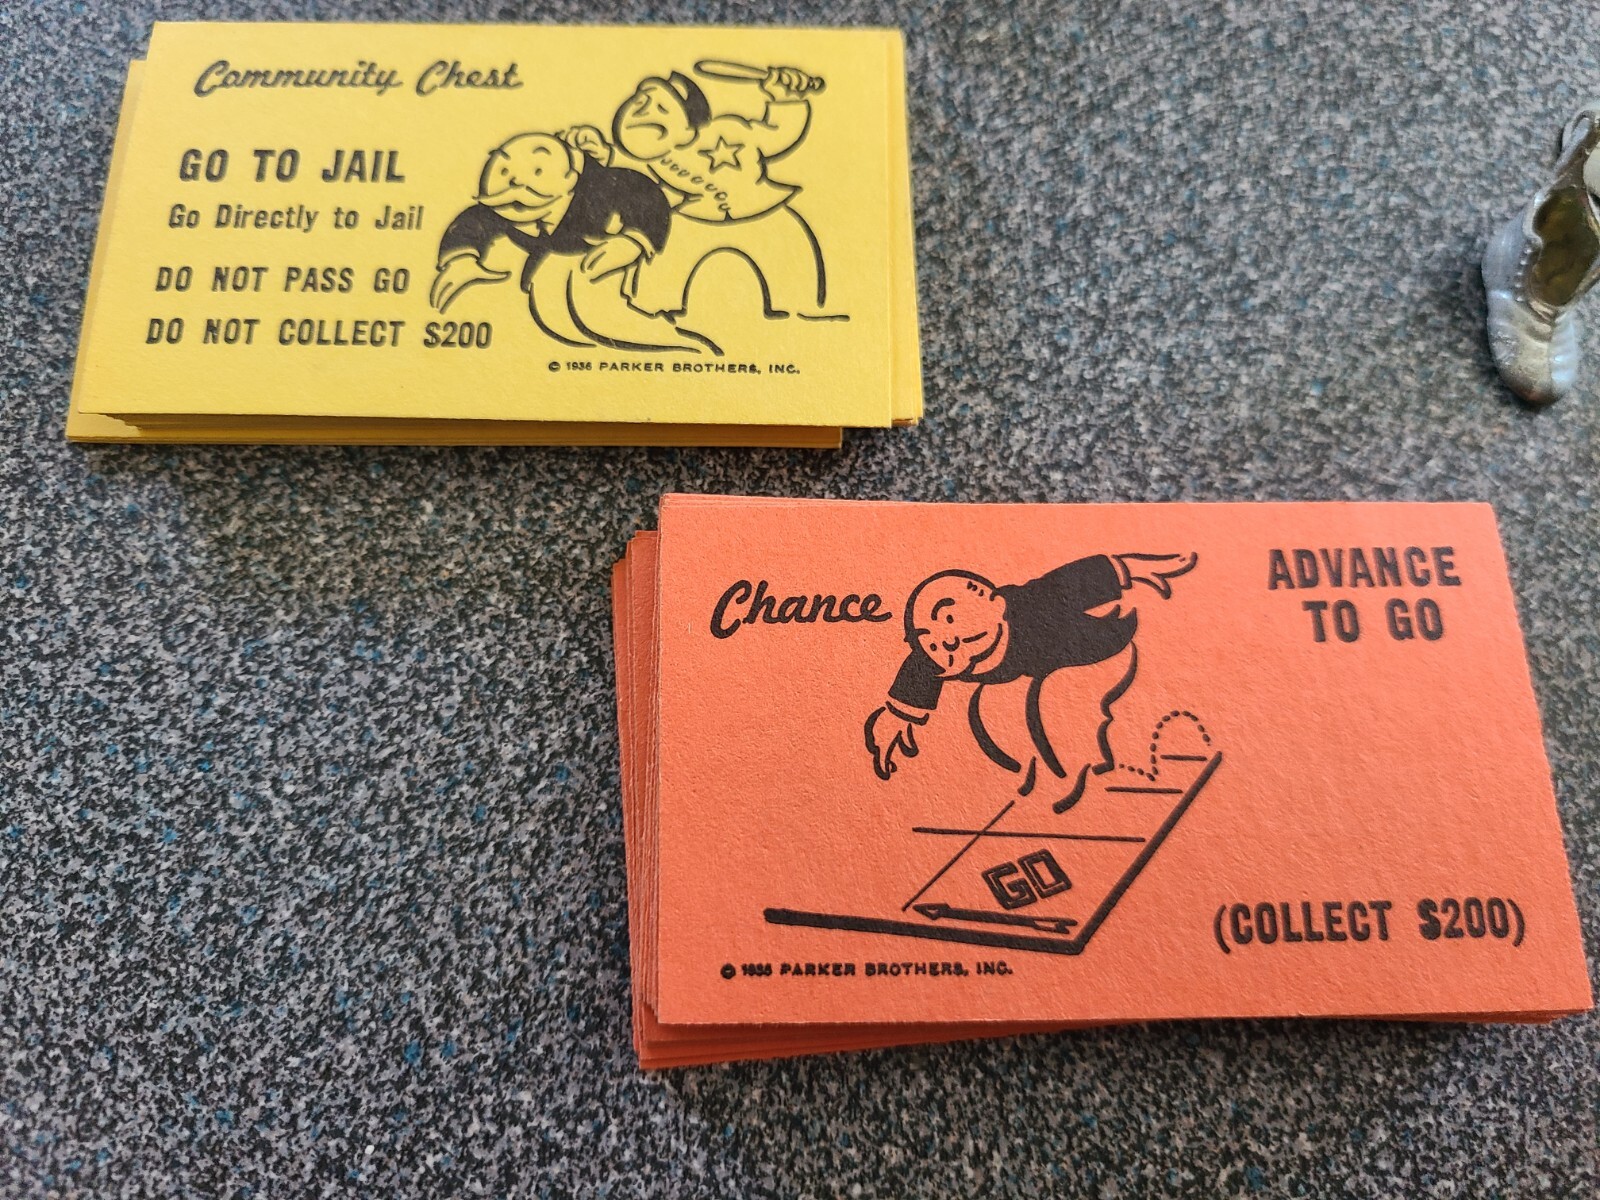 Community Chest
GO TO JAIL
Go Directly to Jail
DO NOT PASS GO
DO NOT COLLECT $200
© 1936 PARKER BROTHERS, INC.
Chance
ADVANCE
TO GO
GO
(COLLECT $200)
© 1936 PARKER BROTHERS, INC.